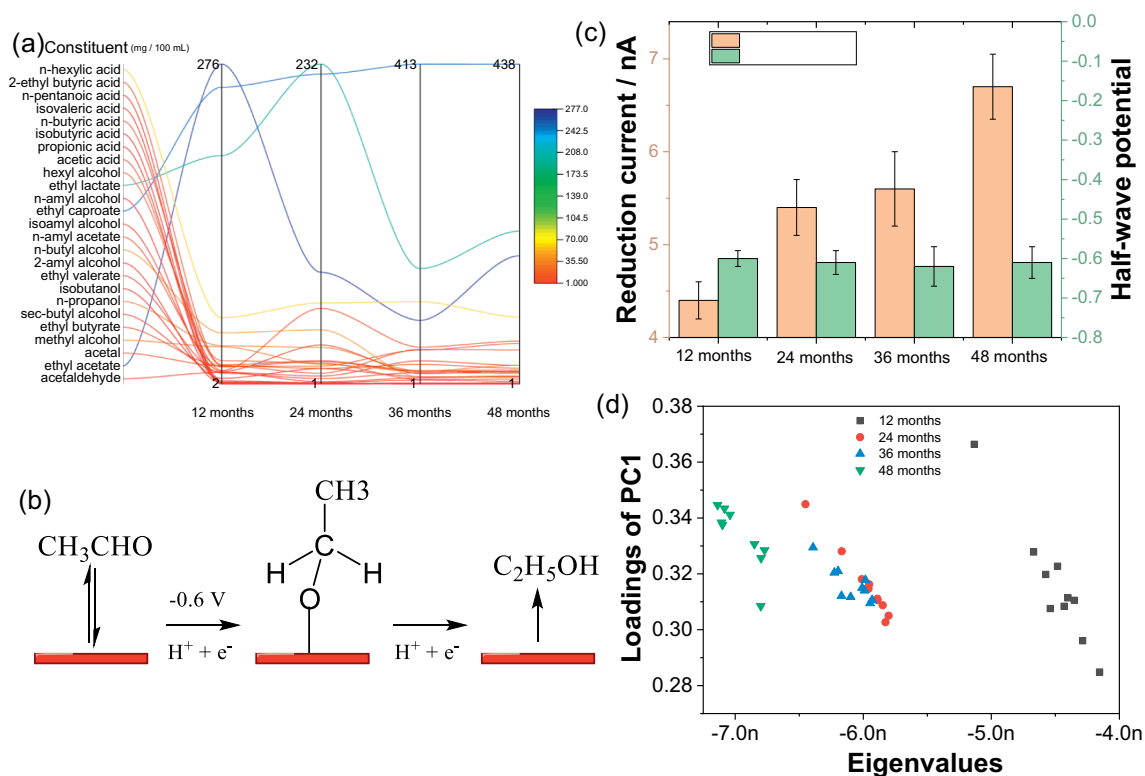 (a)
Constituent (mg / 100 mL)
n-hexylic acid
2-ethyl butyric acid
n-pentanoic acid
isovaleric acid
n-butyric acid
isobutyric acid
propionic acid
acetic acid
hexyl alcohol
ethyl lactate
n-amyl alcohol
ethyl caproate
isoamyl alcohol
n-amyl acetate
n-butyl alcohol
2-amyl alcohol
ethyl valerate
isobutanol
n-propanol
sec-butyl alcohol
ethyl butyrate
methyl alcohol
acetal
ethyl acetate
acetaldehyde
276 232 413 438
2 1 1 1
12 months 24 months 36 months 48 months
277.0
242.5
208.0
173.5
139.0
104.5
70.00
35.50
1.000
(b)
CH3CHO
-0.6 V
H+ + e-
CH3
C
H H
O
H+ + e-
C2H5OH
(c)
Reduction current / nA
7
6
5
4
12 months 24 months 36 months 48 months
0.0
-0.1
-0.2
-0.3
-0.4
-0.5
-0.6
-0.7
-0.8
Half-wave potential
(d)
Loadings of PC1
0.38
0.36
0.34
0.32
0.30
0.28
12 months
24 months
36 months
48 months
-7.0n -6.0n -5.0n -4.0n
Eigenvalues